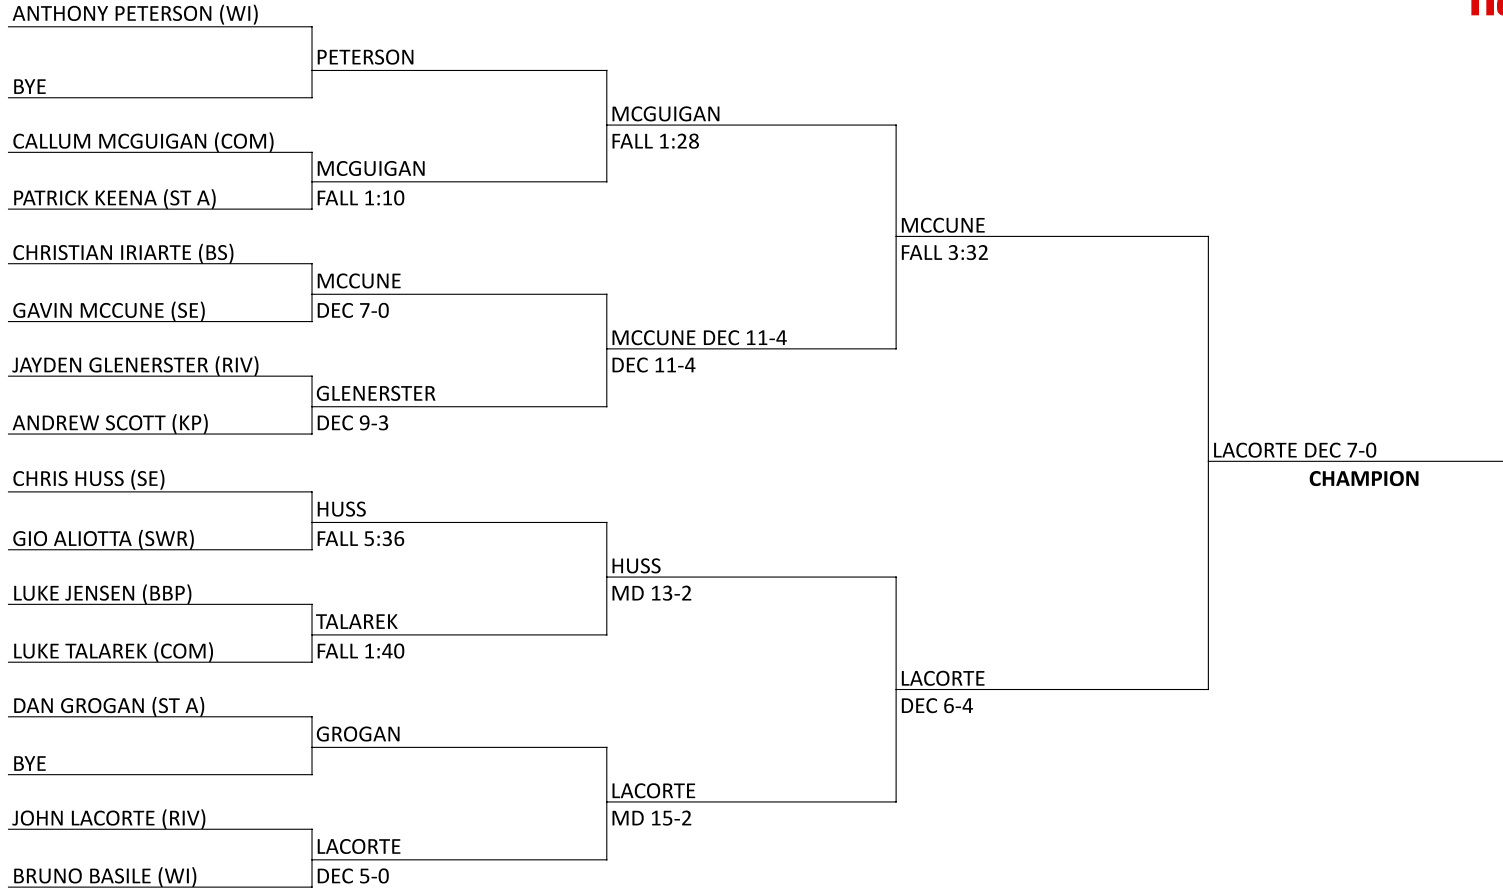 ANTHONY PETERSON (WI)
PETERSON
BYE
MCGUIGAN
FALL 1:28
CALLUM MCGUIGAN (COM)
MCGUIGAN
PATRICK KEENA (ST A)
FALL 1:10
MCCUNE
FALL 3:32
CHRISTIAN IRIARTE (BS)
MCCUNE
GAVIN MCCUNE (SE)
DEC 7-0
MCCUNE DEC 11-4
DEC 11-4
JAYDEN GLENERSTER (RIV)
GLENERSTER
ANDREW SCOTT (KP)
DEC 9-3
LACORTE DEC 7-0
CHAMPION
CHRIS HUSS (SE)
HUSS
GIO ALIOTTA (SWR)
FALL 5:36
HUSS
MD 13-2
LUKE JENSEN (BBP)
TALAREK
LUKE TALAREK (COM)
FALL 1:40
LACORTE
DEC 6-4
DAN GROGAN (ST A)
GROGAN
BYE
LACORTE
MD 15-2
JOHN LACORTE (RIV)
LACORTE
BRUNO BASILE (WI)
DEC 5-0